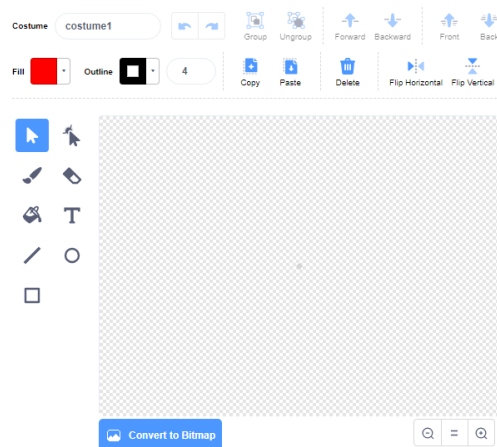 Costume costume1
Group Ungroup Forward Backward Front Back
Fill Outline 4
Copy Paste Delete Flip Horizontal Flip Vertical
T
Convert to Bitmap
=